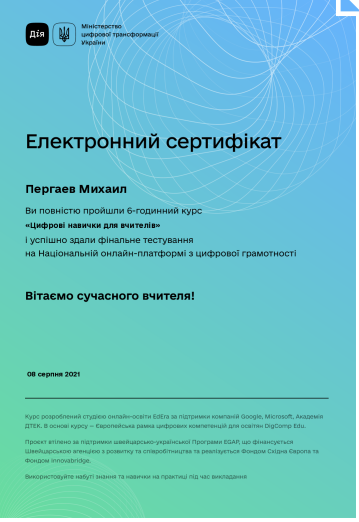 Дія
Міністерство
цифрової трансформації
України
Електронний сертифікат
Пергаев Михаил
Ви повністю пройшли 6-годинний курс
«Цифрові навички для вчителів»
і успішно здали фінальне тестування
на Національній онлайн-платформі з цифрової грамотності
Вітаємо сучасного вчителя!
08 серпня 2021
Курс розроблений студією онлайн-освіти EdEra за підтримки компаній Google, Microsoft, Академія
ДТЕК. В основі курсу — Європейська рамка цифрових компетенцій для освітян DigComp Edu.
Проєкт втілено за підтримки швейцарсько-української Програми EGAP, що фінансується
Швейцарською агенцією з розвитку та співробітництва та реалізується Фондом Східна Європа та
Фондом Innovabridge.
Використовуйте набуті знання та навички на практиці під час викладання